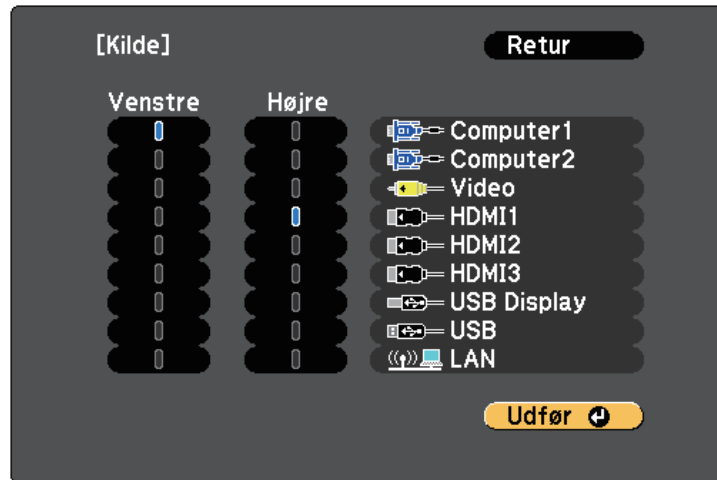 [Kilde] Retur
Venstre Højre
Computer1
Computer2
Video
HDMI1
HDMI2
HDMI3
USB Display
USB
LAN
Udfør